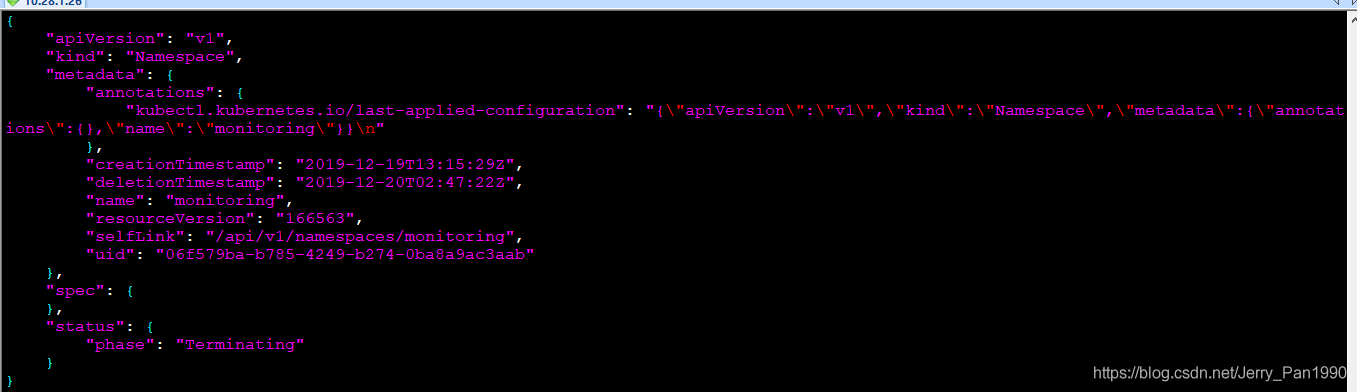 10.28.1.26
{
    "apiVersion": "v1",
    "kind": "Namespace",
    "metadata": {
        "annotations": {
            "kubectl.kubernetes.io/last-applied-configuration": "{\"apiVersion\":\"v1\",\"kind\":\"Namespace\",\"metadata\":{\"annotat
ions\":{},\"name\":\"monitoring\"}}\n"
        },
        "creationTimestamp": "2019-12-19T13:15:29Z",
        "deletionTimestamp": "2019-12-20T02:47:22Z",
        "name": "monitoring",
        "resourceVersion": "166563",
        "selfLink": "/api/v1/namespaces/monitoring",
        "uid": "06f579ba-b785-4249-b274-0ba8a9ac3aab"
    },
    "spec": {
    },
    "status": {
        "phase": "Terminating"
    }
}
https://blog.csdn.net/Jerry_Pan1990